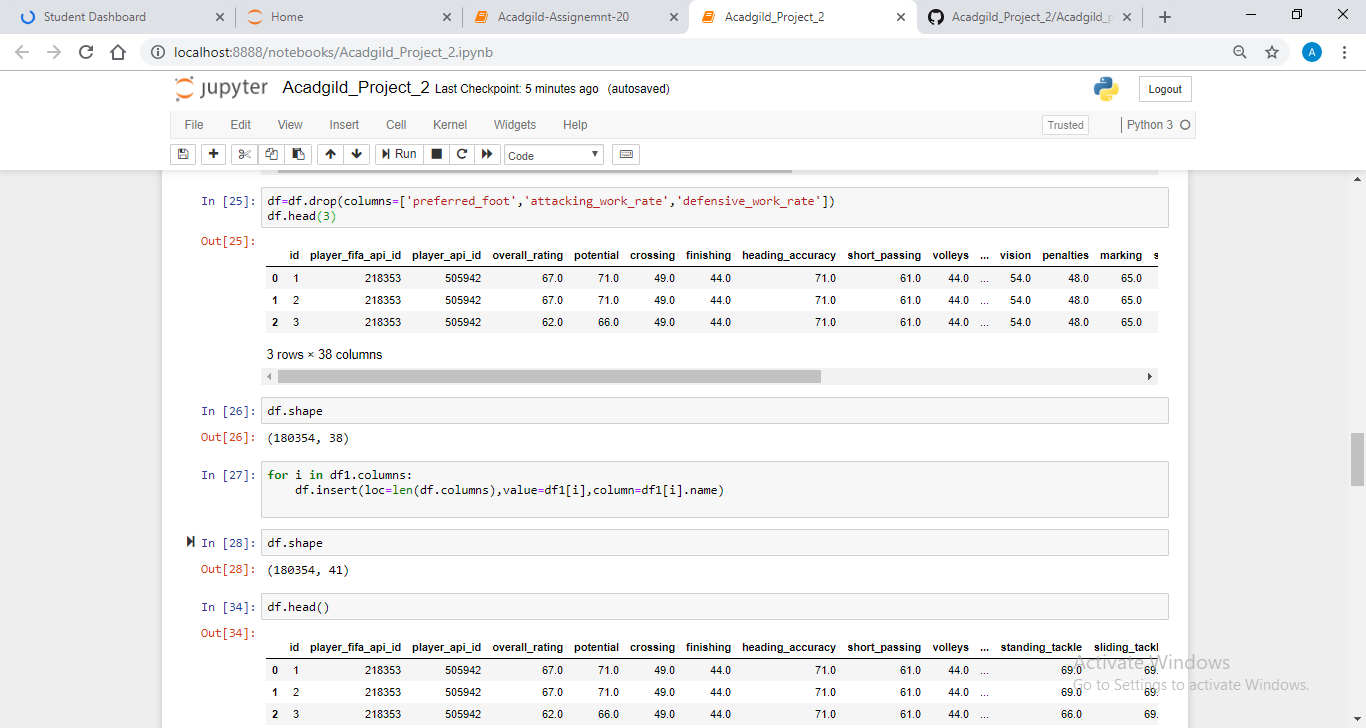 Student Dashboard
Home
Acadgild-Assignemnt-20
Acadgild_Project_2
Acadgild_Project_2/Acadgild_p
localhost:8888/notebooks/Acadgild_Project_2.ipynb
A
jupyter Acadgild_Project_2 Last Checkpoint: 5 minutes ago (autosaved)
Logout
File Edit View Insert Cell Kernel Widgets Help
Trusted
Python 3
Run
Code
In [25]: df=df.drop(columns=['preferred_foot','attacking_work_rate','defensive_work_rate'])
df.head(3)
Out[25]:
id player_fifa_api_id player_api_id overall_rating potential crossing finishing heading_accuracy short_passing volleys ... vision penalties marking s
0 1 218353 505942 67.0 71.0 49.0 44.0 71.0 61.0 44.0 ... 54.0 48.0 65.0
1 2 218353 505942 67.0 71.0 49.0 44.0 71.0 61.0 44.0 ... 54.0 48.0 65.0
2 3 218353 505942 62.0 66.0 49.0 44.0 71.0 61.0 44.0 ... 54.0 48.0 65.0
3 rows × 38 columns
In [26]: df.shape
Out[26]: (180354, 38)
In [27]: for i in df1.columns:
df.insert(loc=len(df.columns),value=df1[i],column=df1[i].name)
In [28]: df.shape
Out[28]: (180354, 41)
In [34]: df.head()
Out[34]:
id player_fifa_api_id player_api_id overall_rating potential crossing finishing heading_accuracy short_passing volleys ... standing_tackle sliding_tackl
0 1 218353 505942 67.0 71.0 49.0 44.0 71.0 61.0 44.0 ... 69.0 69.
1 2 218353 505942 67.0 71.0 49.0 44.0 71.0 61.0 44.0 ... 69.0 69.
2 3 218353 505942 62.0 66.0 49.0 44.0 71.0 61.0 44.0 ... 66.0 69.
Activate Windows
Go to Settings to activate Windows.